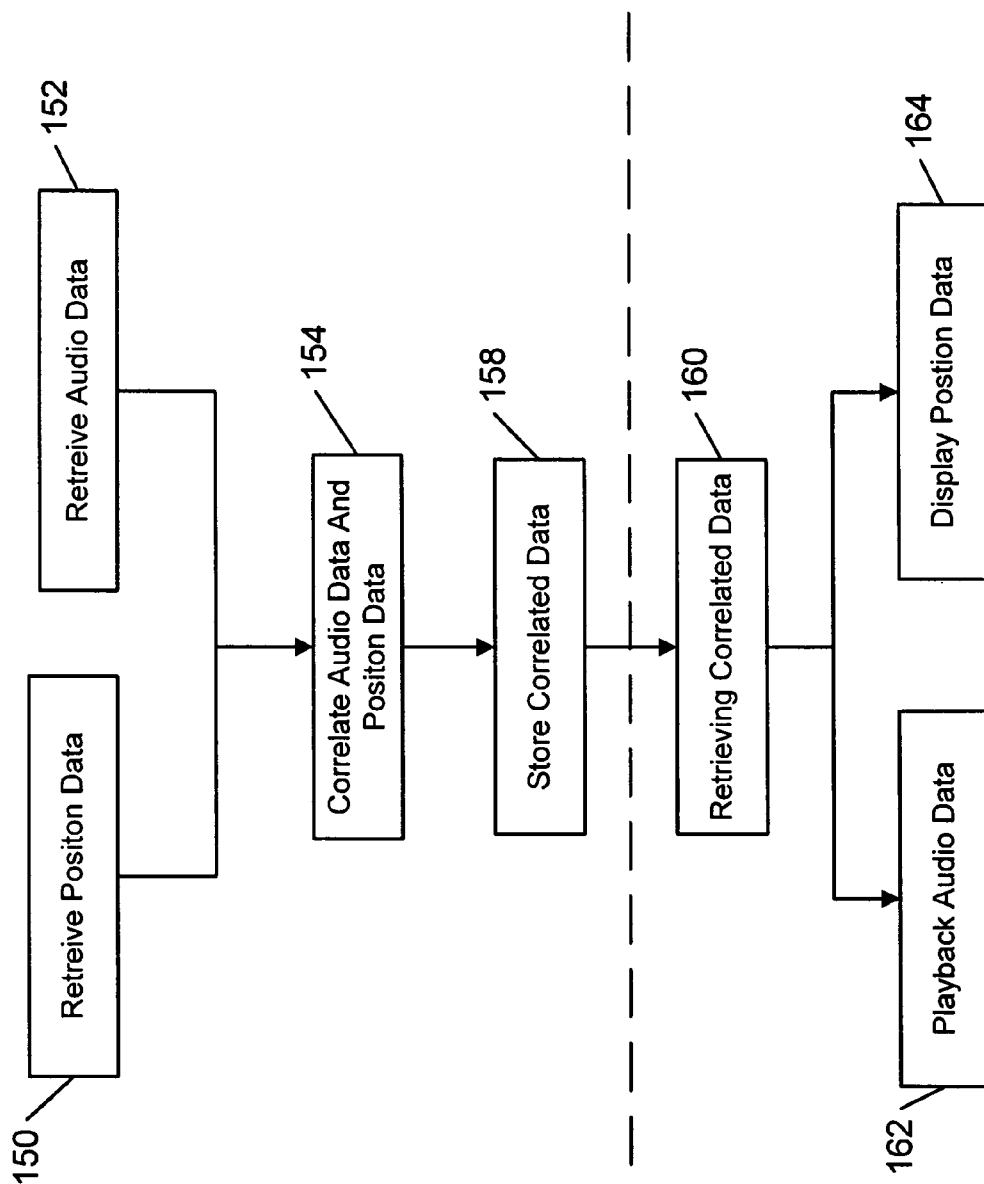 150
Retreive Positon Data
152
Retreive Audio Data
154
Correlate Audio Data And
Positon Data
158
Store Correlated Data
160
Retrieving Correlated Data
162
Playback Audio Data
164
Display Postion Data